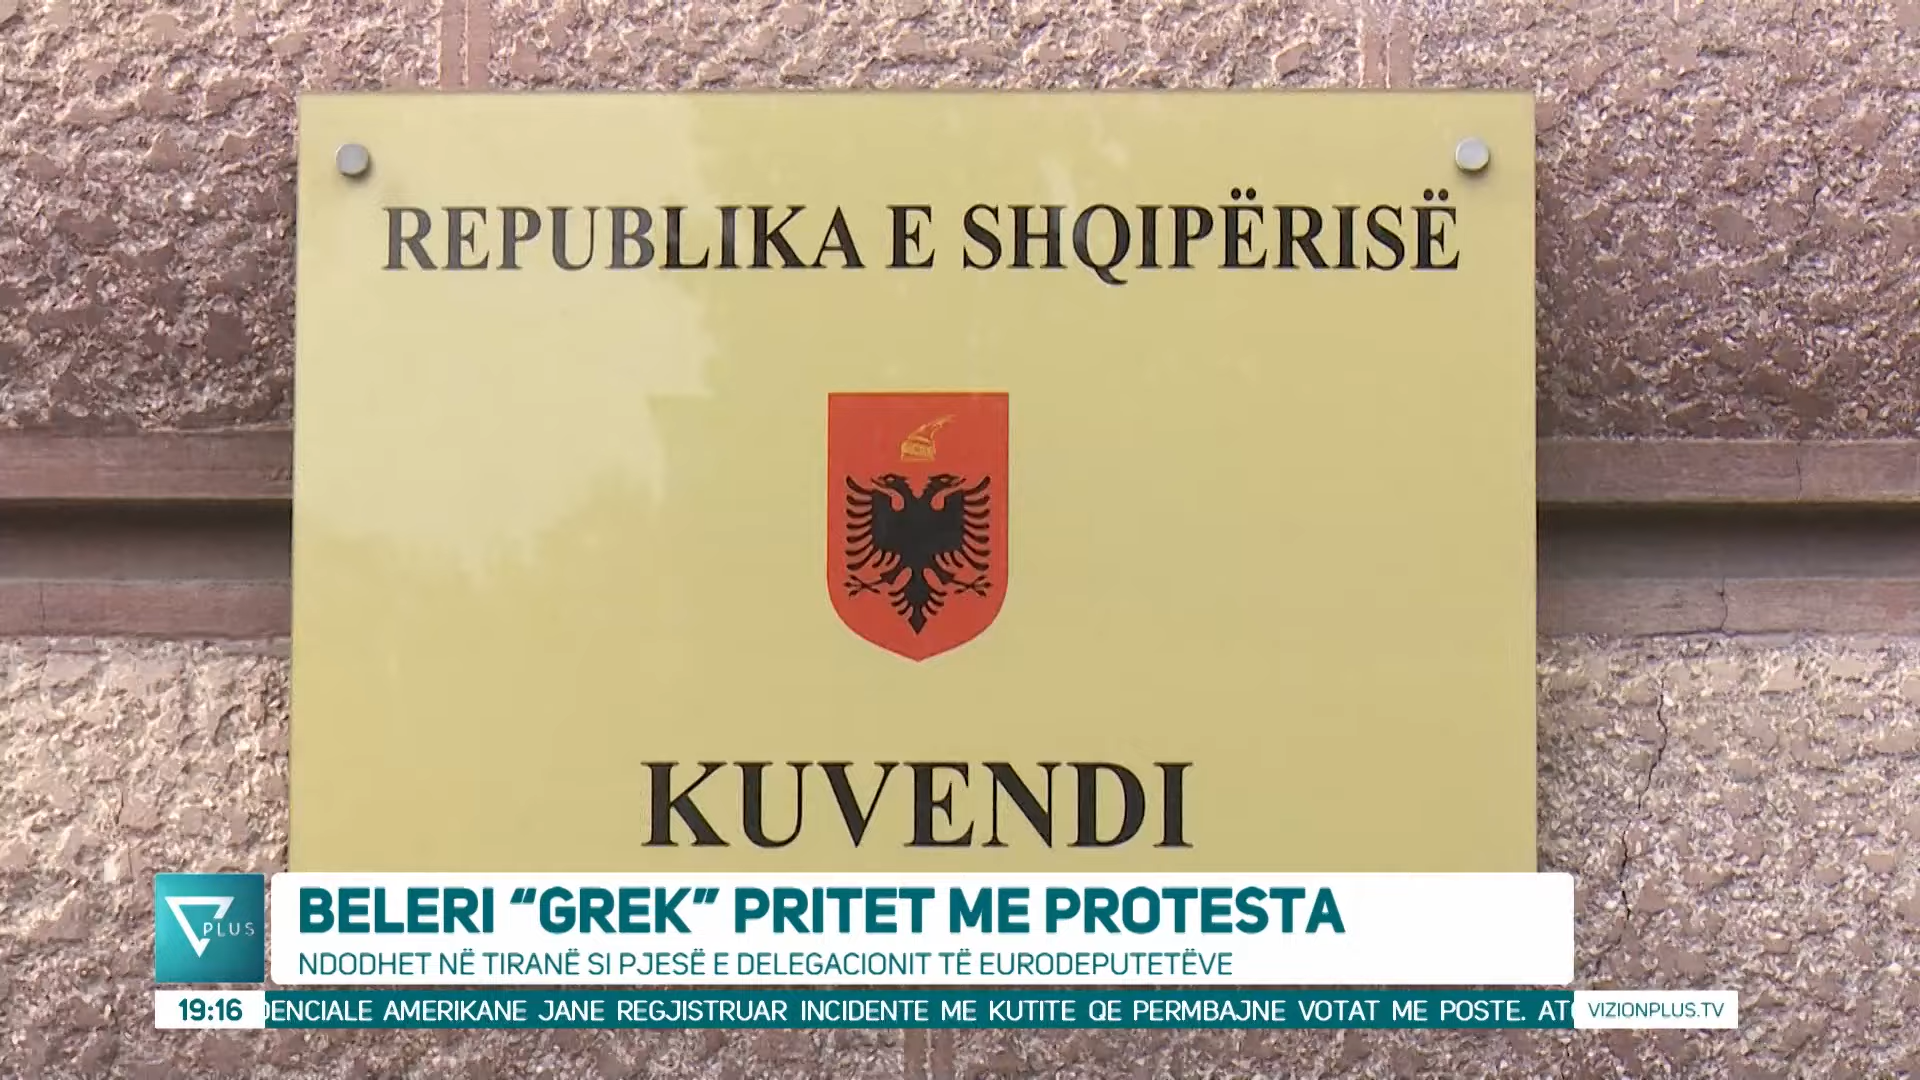 REPUBLIKA E SHQIPËRISË
KUVENDI
PLUS
BELERI “GREK” PRITET ME PROTESTA
NDODHET NË TIRANË SI PJESË E DELEGACIONIT TË EURODEPUTETËVE
19:16 AMERIKANE JANE REGJISTRUAR INCIDENTE ME KUTITE QE PERMBAJNE VOTAT ME POSTE. VIZIONPLUS.TV